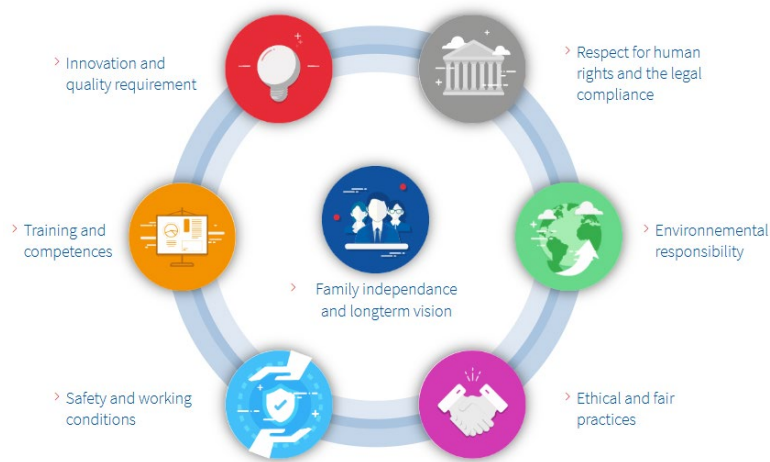 Innovation and
quality requirement
Respect for human
rights and the legal
compliance
Training and
competences
Family independance
and longterm vision
Environnemental
responsibility
Safety and working
conditions
Ethical and fair
practices